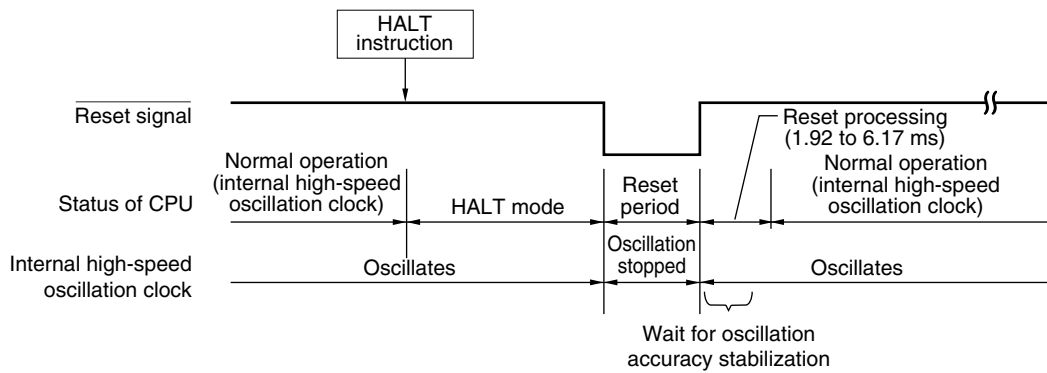 HALT
instruction
Reset signal
Reset processing
(1.92 to 6.17 ms)
Normal operation
(internal high-speed
oscillation clock)
Status of CPU
HALT mode
Reset
period
Normal operation
(internal high-speed
oscillation clock)
Internal high-speed
oscillation clock
Oscillates
Oscillation
stopped
Oscillates
Wait for oscillation
accuracy stabilization